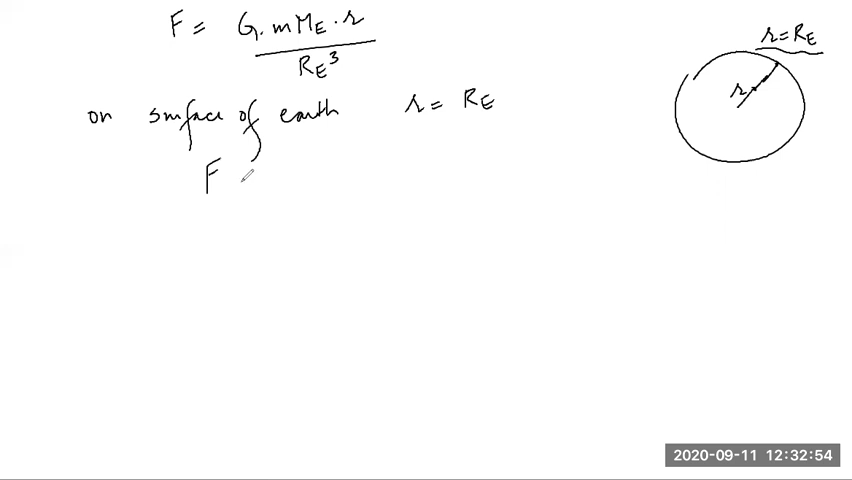 F = G.mM_E.r / R_E^3
r=R_E
r
on surface of earth r = R_E
F
2020-09-11 12:32:54